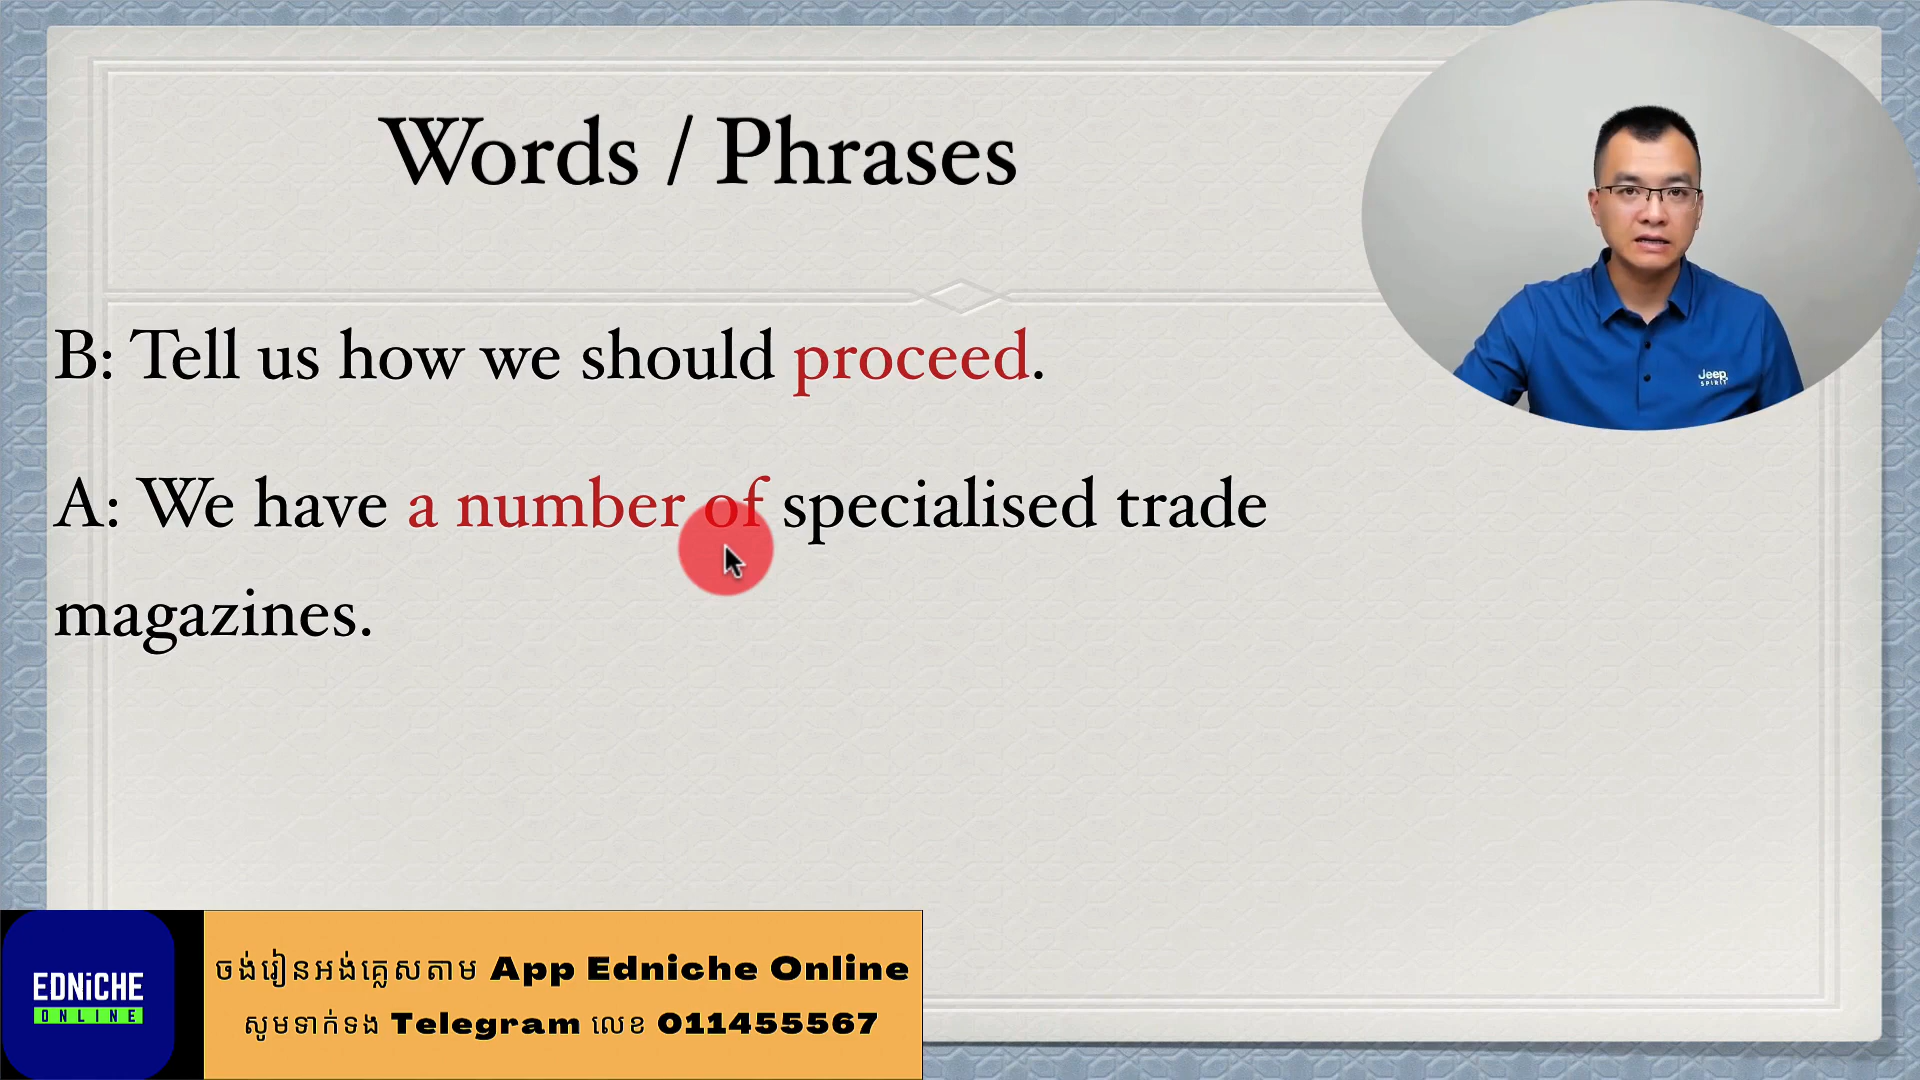 Words / Phrases
B: Tell us how we should proceed.
A: We have a number of specialised trade
magazines.
Jeep
SPIRIT
EDNiCHE
ONLINE
ចង់រៀនអង់គ្លេសតាម App Edniche Online
សូមទាក់ទង Telegram លេខ 011455567